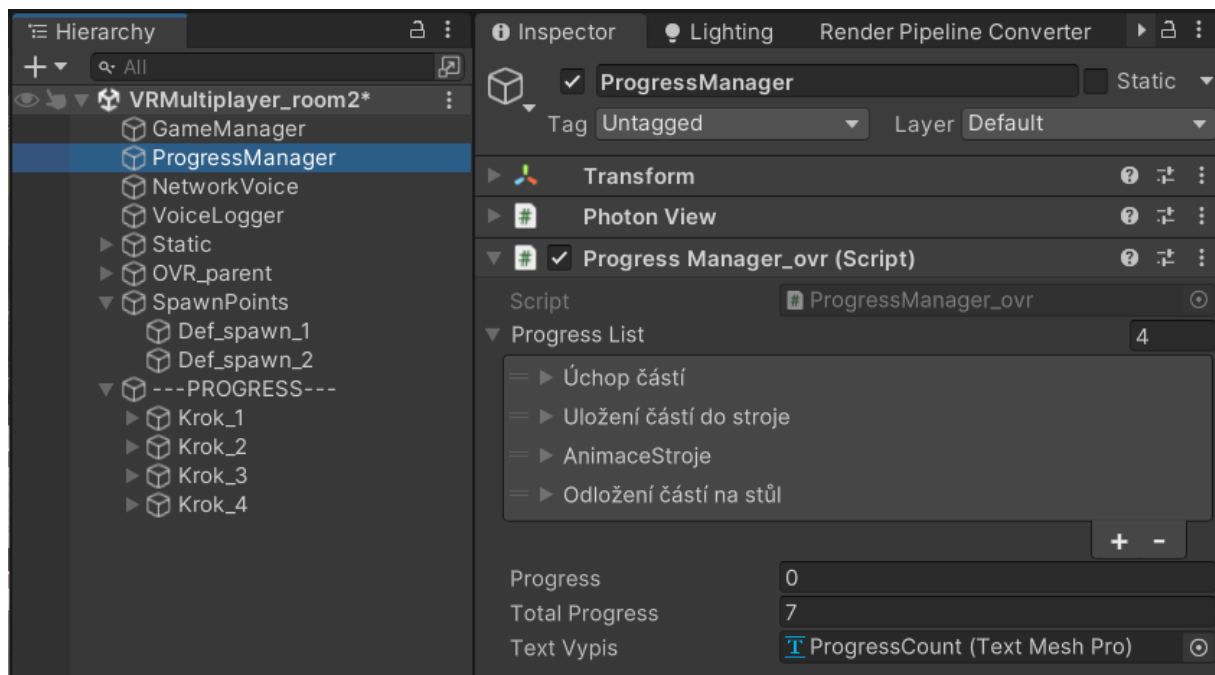 Hierarchy
All
VRMultiplayer_room2*
GameManager
ProgressManager
NetworkVoice
VoiceLogger
Static
OVR_parent
SpawnPoints
Def_spawn_1
Def_spawn_2
---PROGRESS---
Krok_1
Krok_2
Krok_3
Krok_4
Inspector Lighting Render Pipeline Converter
ProgressManager Static
Tag Untagged Layer Default
Transform
# Photon View
# Progress Manager_ovr (Script)
Script # ProgressManager_ovr
Progress List 4
Úchop částí
Uložení částí do stroje
AnimaceStroje
Odložení částí na stůl
+ -
Progress 0
Total Progress 7
Text Vypis T ProgressCount (Text Mesh Pro)